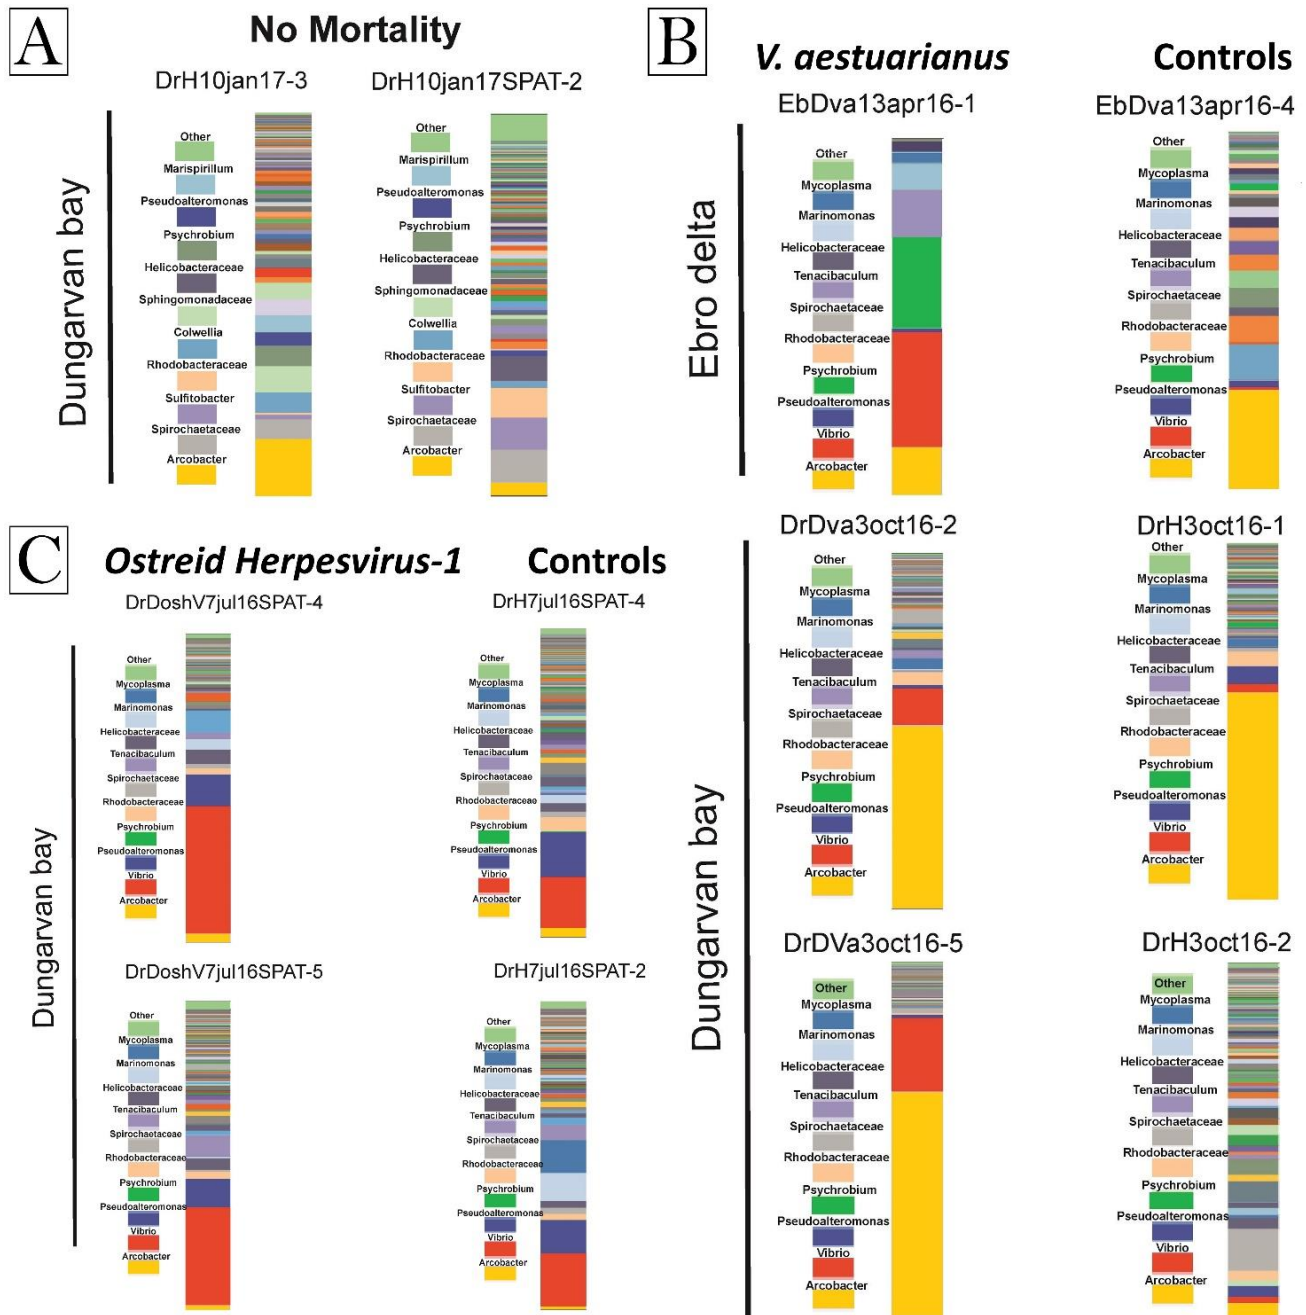 A
No Mortality
DrH10jan17-3
DrH10jan17SPAT-2
Dungarvan bay
Other
Marispirillum
Pseudoalteromonas
Psychrobium
Helicobacteraceae
Sphingomonadaceae
Colwellia
Rhodobacteraceae
Sulfitobacter
Spirochaetaceae
Arcobacter
Other
Marispirillum
Pseudoalteromonas
Psychrobium
Helicobacteraceae
Sphingomonadaceae
Colwellia
Rhodobacteraceae
Sulfitobacter
Spirochaetaceae
Arcobacter
B
V. aestuarianus
Controls
EbDva13apr16-1
EbDva13apr16-4
Ebro delta
Other
Mycoplasma
Marinomonas
Helicobacteraceae
Tenacibaculum
Spirochaetaceae
Rhodobacteraceae
Psychrobium
Pseudoalteromonas
Vibrio
Arcobacter
Other
Mycoplasma
Marinomonas
Helicobacteraceae
Tenacibaculum
Spirochaetaceae
Rhodobacteraceae
Psychrobium
Pseudoalteromonas
Vibrio
Arcobacter
DrDva3oct16-2
DrH3oct16-1
Dungarvan bay
Other
Mycoplasma
Marinomonas
Helicobacteraceae
Tenacibaculum
Spirochaetaceae
Rhodobacteraceae
Psychrobium
Pseudoalteromonas
Vibrio
Arcobacter
Other
Mycoplasma
Marinomonas
Helicobacteraceae
Tenacibaculum
Spirochaetaceae
Rhodobacteraceae
Psychrobium
Pseudoalteromonas
Vibrio
Arcobacter
DrDVa3oct16-5
DrH3oct16-2
Other
Mycoplasma
Marinomonas
Helicobacteraceae
Tenacibaculum
Spirochaetaceae
Rhodobacteraceae
Psychrobium
Pseudoalteromonas
Vibrio
Arcobacter
Other
Mycoplasma
Marinomonas
Helicobacteraceae
Tenacibaculum
Spirochaetaceae
Rhodobacteraceae
Psychrobium
Pseudoalteromonas
Vibrio
Arcobacter
C
Ostreid Herpesvirus-1
Controls
DrDoshV7jul16SPAT-4
DrH7jul16SPAT-4
Dungarvan bay
Other
Mycoplasma
Marinomonas
Helicobacteraceae
Tenacibaculum
Spirochaetaceae
Rhodobacteraceae
Psychrobium
Pseudoalteromonas
Vibrio
Arcobacter
Other
Mycoplasma
Marinomonas
Helicobacteraceae
Tenacibaculum
Spirochaetaceae
Rhodobacteraceae
Psychrobium
Pseudoalteromonas
Vibrio
Arcobacter
DrDoshV7jul16SPAT-5
DrH7jul16SPAT-2
Other
Mycoplasma
Marinomonas
Helicobacteraceae
Tenacibaculum
Spirochaetaceae
Rhodobacteraceae
Psychrobium
Pseudoalteromonas
Vibrio
Arcobacter
Other
Mycoplasma
Marinomonas
Helicobacteraceae
Tenacibaculum
Spirochaetaceae
Rhodobacteraceae
Psychrobium
Pseudoalteromonas
Vibrio
Arcobacter